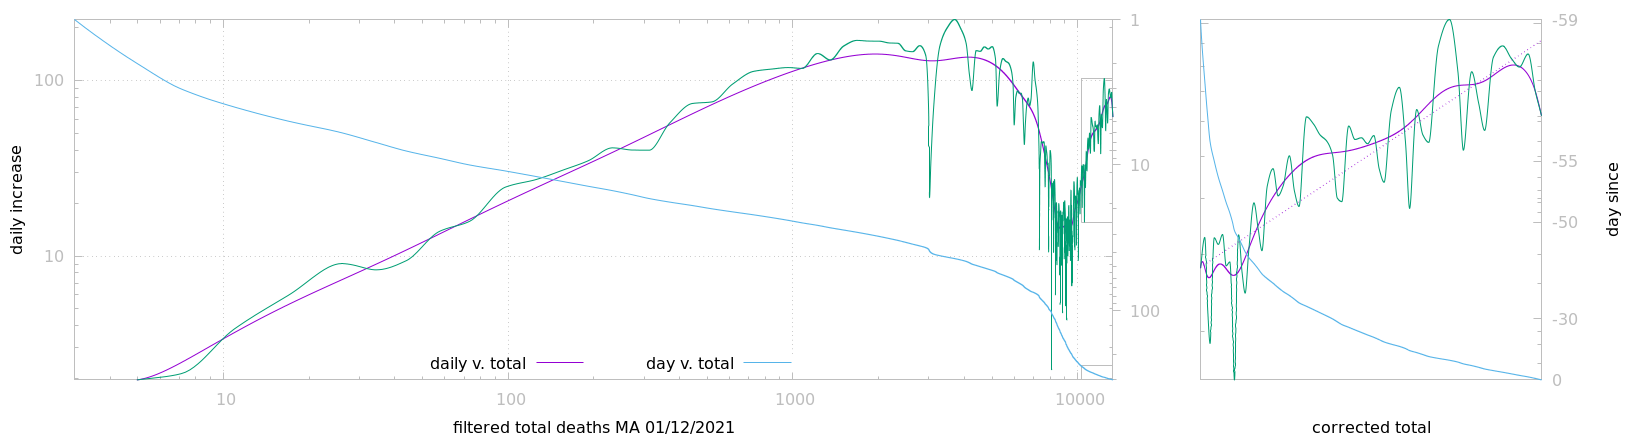 daily increase
100
10
1
10
100
daily v. total
day v. total
10
100
1000
10000
filtered total deaths MA 01/12/2021
-59
-55
-50
-30
0
day since
corrected total